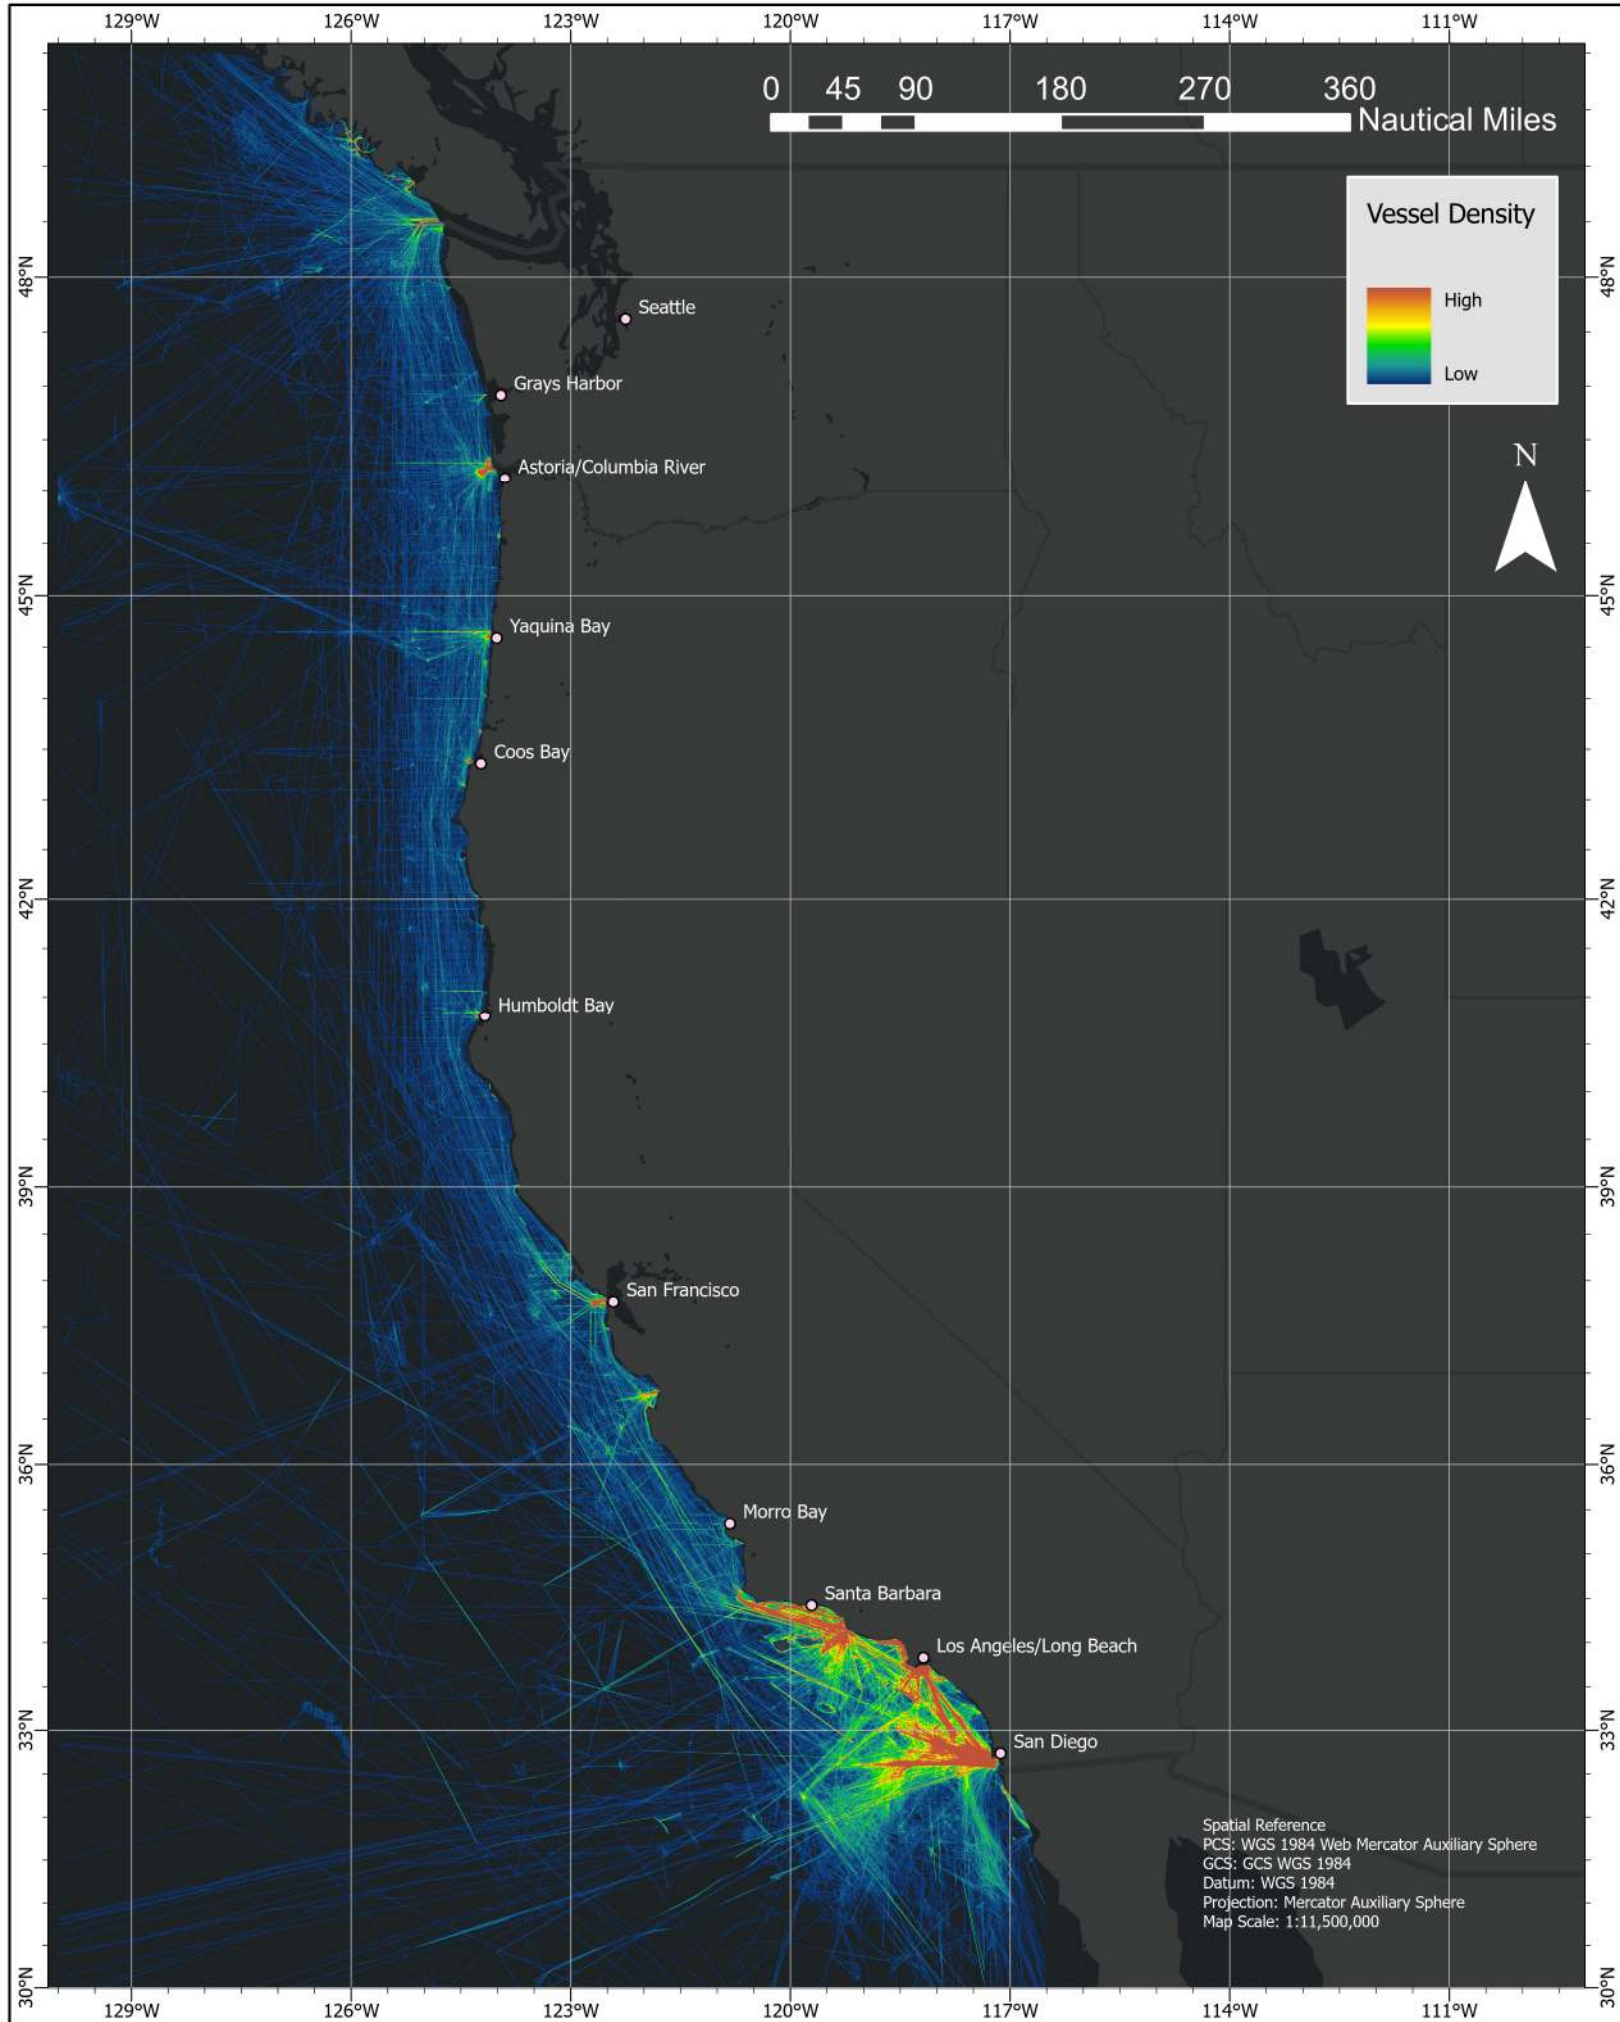 129°W 126°W 123°W 120°W 117°W 114°W 111°W
0 45 90 180 270 360
Nautical Miles
Vessel Density
High
Low
N
48°N 48°N
Seattle
Grays Harbor
Astoria/Columbia River
45°N 45°N
Yaquina Bay
Coos Bay
42°N 42°N
Humboldt Bay
39°N 39°N
San Francisco
36°N 36°N
Morro Bay
Santa Barbara
Los Angeles/Long Beach
33°N 33°N
San Diego
Spatial Reference
PCS: WGS 1984 Web Mercator Auxiliary Sphere
GCS: GCS WGS 1984
Datum: WGS 1984
Projection: Mercator Auxiliary Sphere
Map Scale: 1:11,500,000
30°N 30°N
129°W 126°W 123°W 120°W 117°W 114°W 111°W